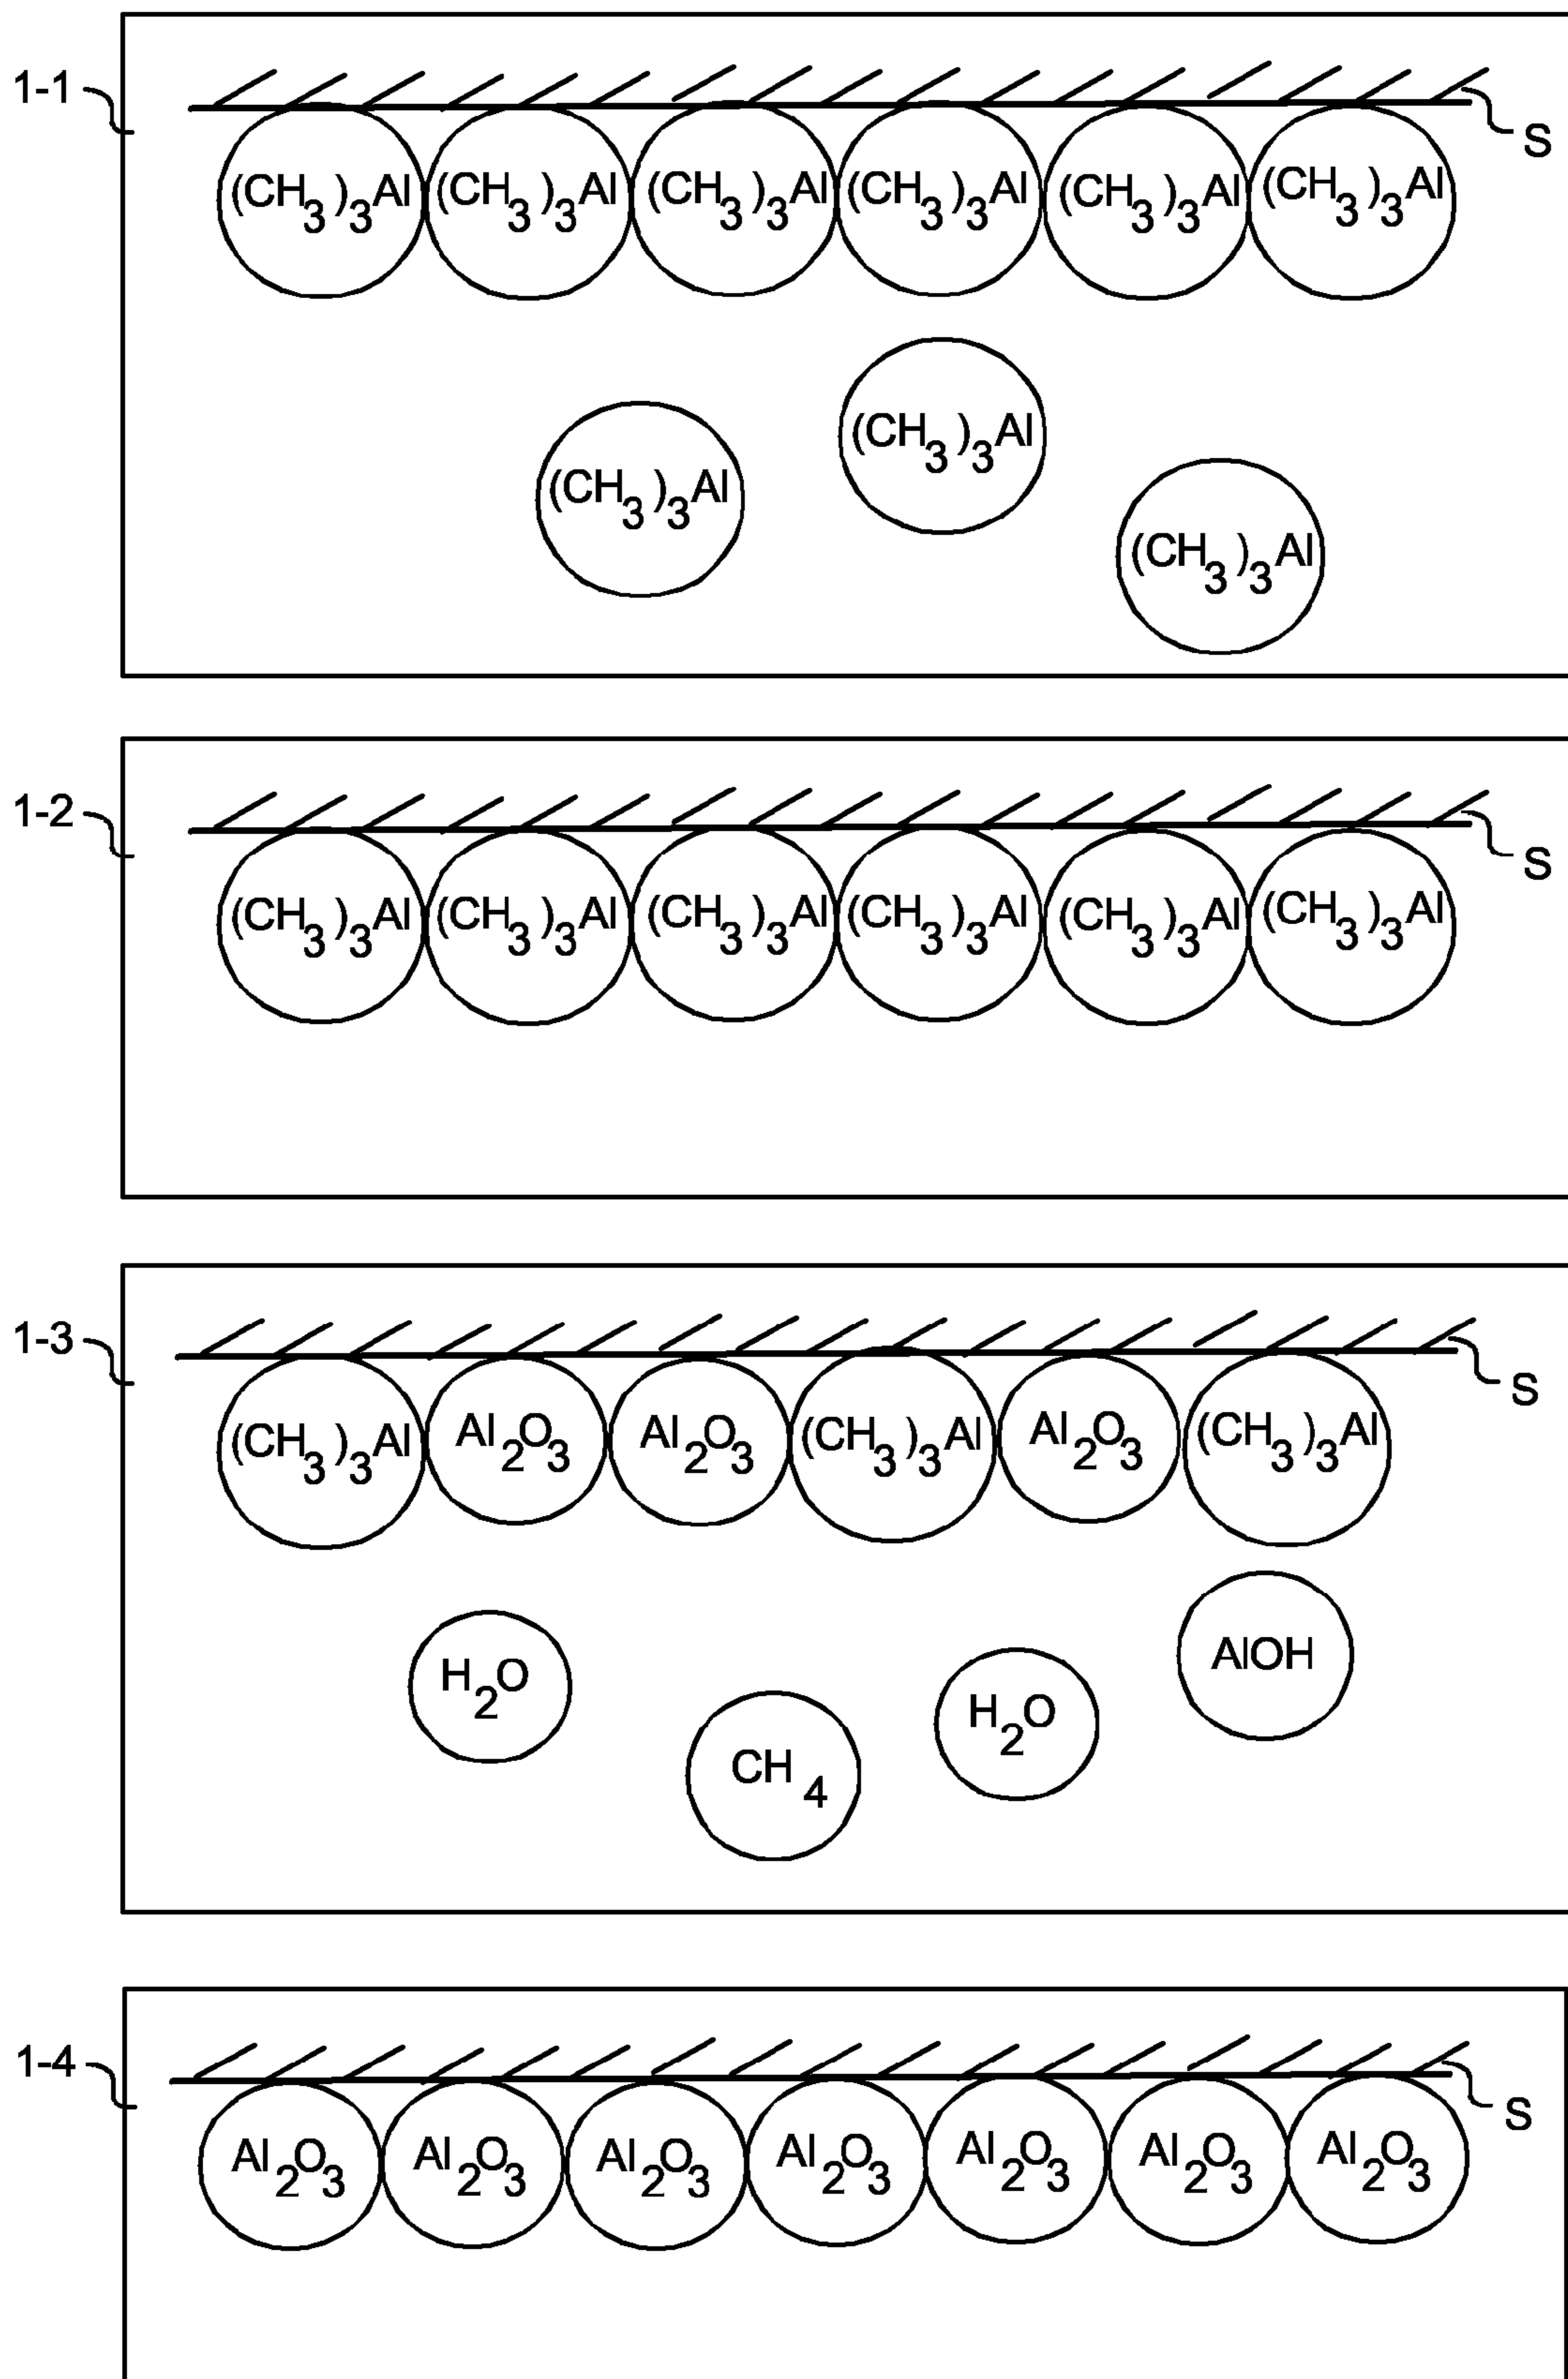 1-1
S
(CH3)3Al (CH3)3Al (CH3)3Al (CH3)3Al (CH3)3Al (CH3)3Al
(CH3)3Al
(CH3)3Al
(CH3)3Al
1-2
S
(CH3)3Al (CH3)3Al (CH3)3Al (CH3)3Al (CH3)3Al (CH3)3Al
1-3
S
(CH3)3Al Al2O3 Al2O3 (CH3)3Al Al2O3 (CH3)3Al
AlOH
H2O
H2O
CH4
1-4
S
Al2O3 Al2O3 Al2O3 Al2O3 Al2O3 Al2O3 Al2O3